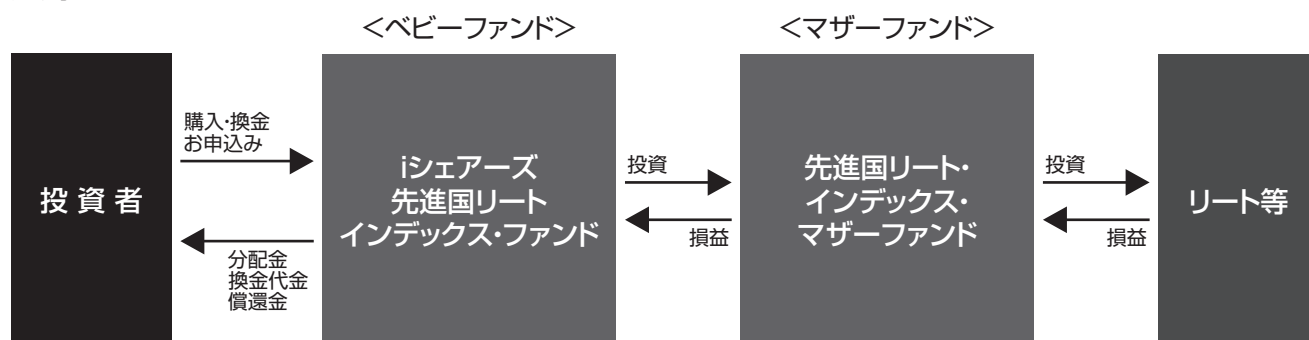 <ベビーファンド>
<マザーファンド>
投資者
購入・換金
お申込み
分配金
換金代金
償還金
iシェアーズ
先進国リート
インデックス・ファンド
投資
損益
先進国リート・
インデックス・
マザーファンド
投資
損益
リート等